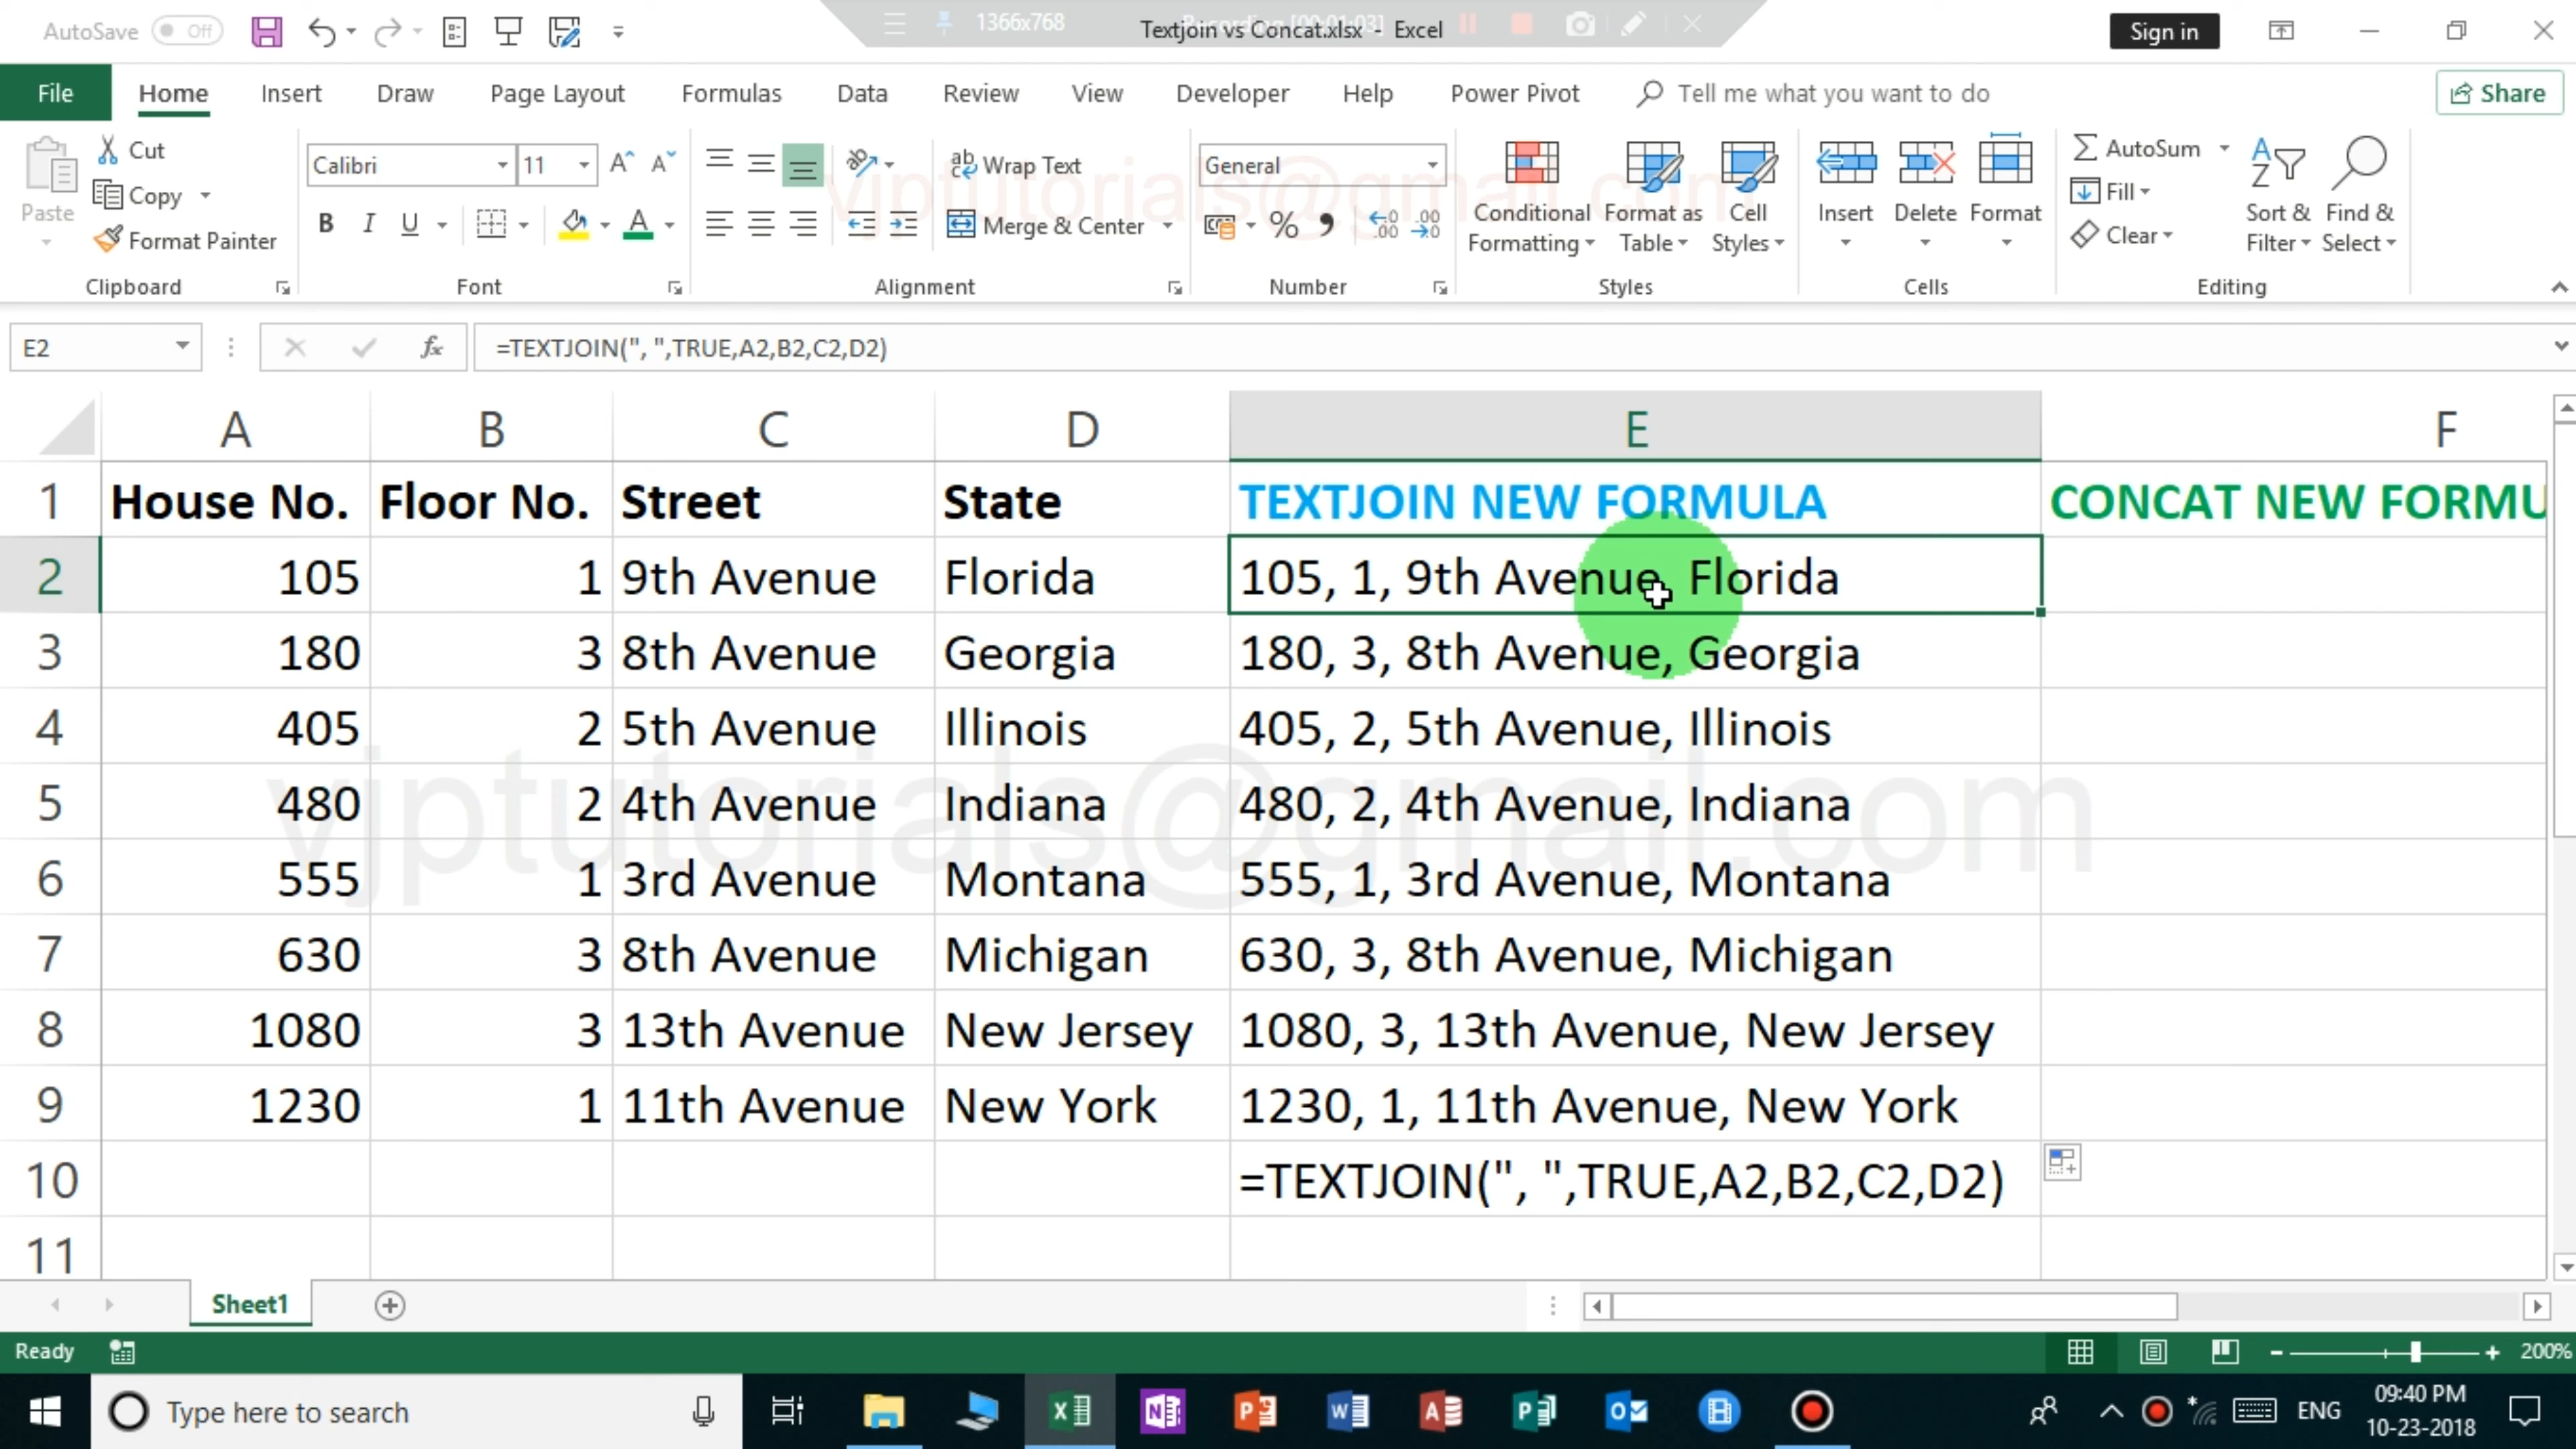 AutoSave Off
1366x768
Recording [00:01:03]
Textjoin vs Concat.xlsx - Excel
Sign in
File Home Insert Draw Page Layout Formulas Data Review View Developer Help Power Pivot Tell me what you want to do Share
Paste
Cut
Copy
Format Painter
Clipboard
Calibri 11
B I U
Font
Wrap Text
Merge & Center
Alignment
General
Number
Conditional Formatting
Format as Table
Cell Styles
Styles
Insert Delete Format
Cells
AutoSum
Fill
Clear
Sort & Filter
Find & Select
Editing
vjptutorials@gmail.com
E2 fx =TEXTJOIN(", ",TRUE,A2,B2,C2,D2)
A B C D E F
1 House No. Floor No. Street State TEXTJOIN NEW FORMULA CONCAT NEW FORMU
2 105 1 9th Avenue Florida 105, 1, 9th Avenue, Florida
3 180 3 8th Avenue Georgia 180, 3, 8th Avenue, Georgia
4 405 2 5th Avenue Illinois 405, 2, 5th Avenue, Illinois
5 480 2 4th Avenue Indiana 480, 2, 4th Avenue, Indiana
6 555 1 3rd Avenue Montana 555, 1, 3rd Avenue, Montana
7 630 3 8th Avenue Michigan 630, 3, 8th Avenue, Michigan
8 1080 3 13th Avenue New Jersey 1080, 3, 13th Avenue, New Jersey
9 1230 1 11th Avenue New York 1230, 1, 11th Avenue, New York
10 =TEXTJOIN(", ",TRUE,A2,B2,C2,D2)
11
vjptutorials@gmail.com
Sheet1
Ready
200%
Type here to search
ENG
09:40 PM
10-23-2018